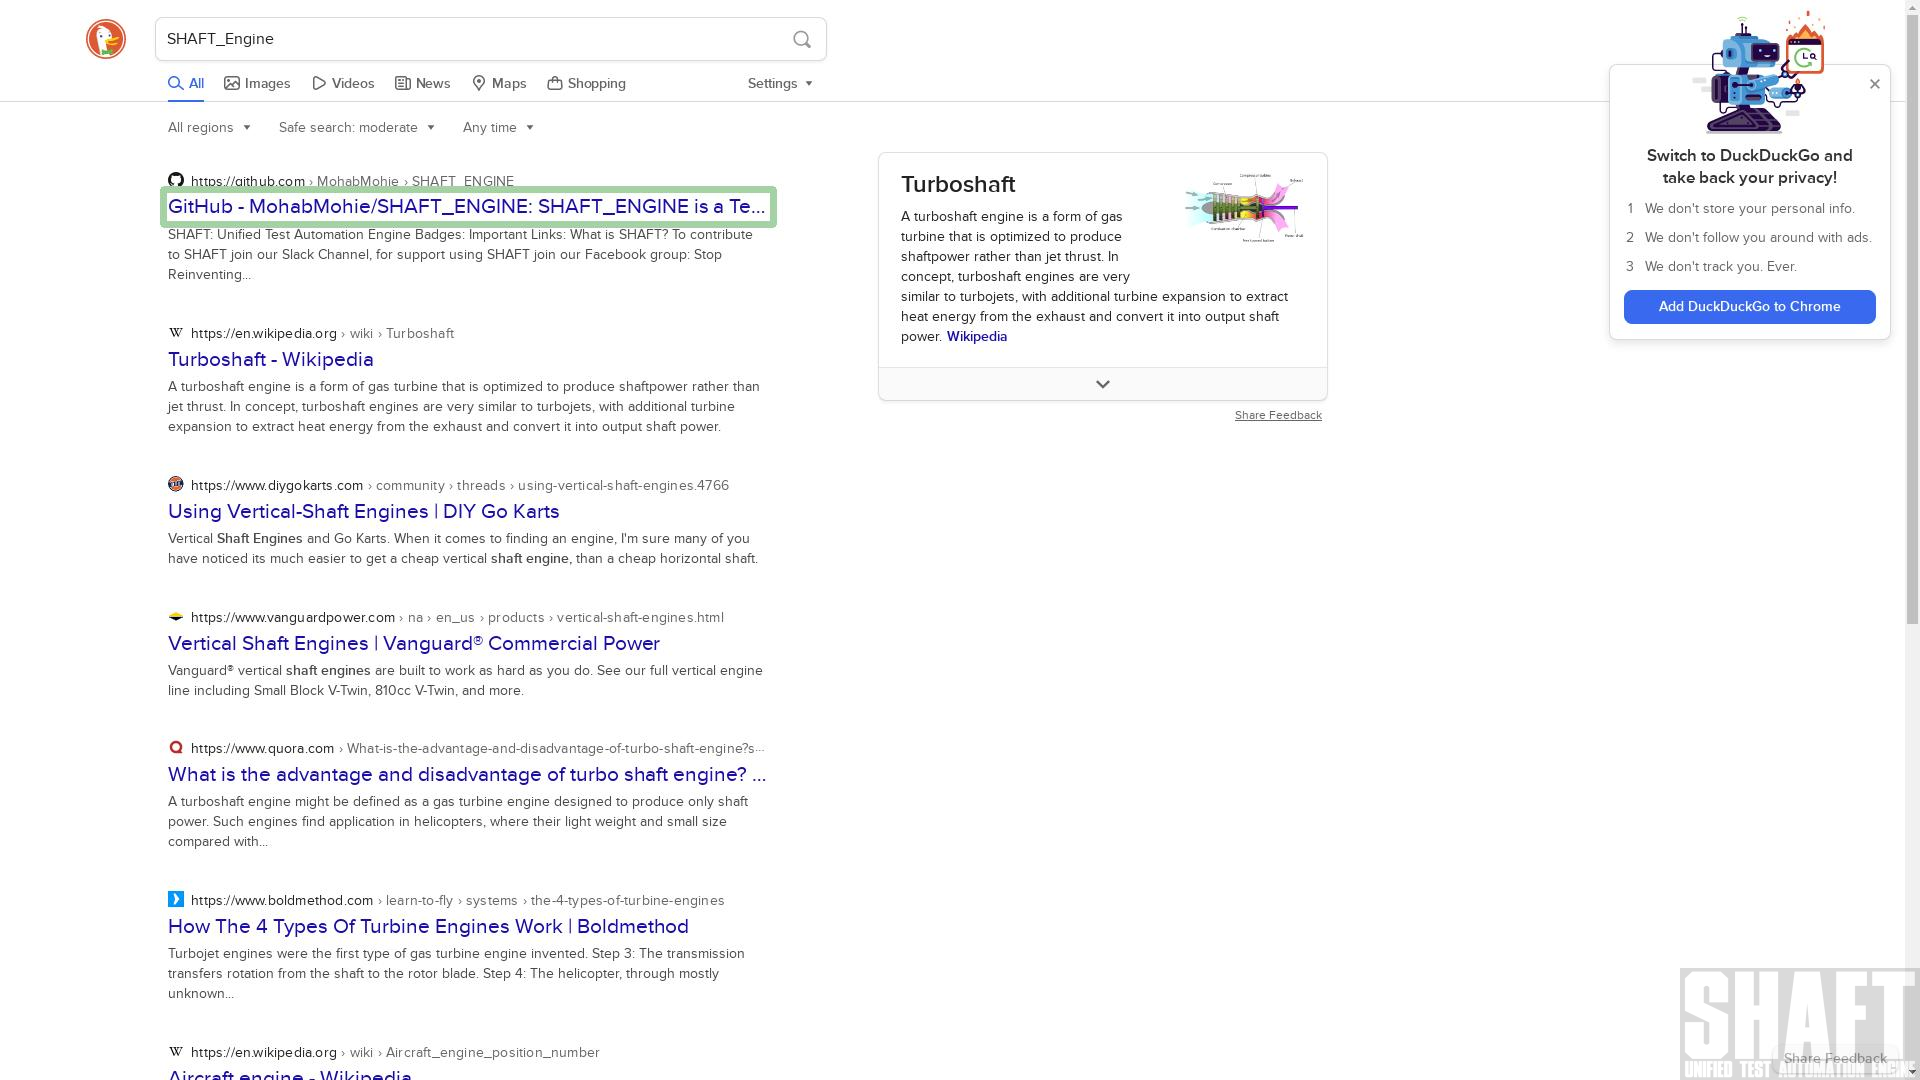 SHAFT_Engine
All Images Videos News Maps Shopping Settings
All regions Safe search: moderate Any time
https://github.com › MohabMohie › SHAFT_ENGINE
GitHub - MohabMohie/SHAFT_ENGINE: SHAFT_ENGINE is a Te...
SHAFT: Unified Test Automation Engine Badges: Important Links: What is SHAFT? To contribute
to SHAFT join our Slack Channel, for support using SHAFT join our Facebook group: Stop
Reinventing...
https://en.wikipedia.org › wiki › Turboshaft
Turboshaft - Wikipedia
A turboshaft engine is a form of gas turbine that is optimized to produce shaftpower rather than
jet thrust. In concept, turboshaft engines are very similar to turbojets, with additional turbine
expansion to extract heat energy from the exhaust and convert it into output shaft power.
https://www.diygokarts.com › community › threads › using-vertical-shaft-engines.4766
Using Vertical-Shaft Engines | DIY Go Karts
Vertical Shaft Engines and Go Karts. When it comes to finding an engine, I'm sure many of you
have noticed its much easier to get a cheap vertical shaft engine, than a cheap horizontal shaft.
https://www.vanguardpower.com › na › en_us › products › vertical-shaft-engines.html
Vertical Shaft Engines | Vanguard® Commercial Power
Vanguard® vertical shaft engines are built to work as hard as you do. See our full vertical engine
line including Small Block V-Twin, 810cc V-Twin, and more.
https://www.quora.com › What-is-the-advantage-and-disadvantage-of-turbo-shaft-engine?s...
What is the advantage and disadvantage of turbo shaft engine? ...
A turboshaft engine might be defined as a gas turbine engine designed to produce only shaft
power. Such engines find application in helicopters, where their light weight and small size
compared with...
https://www.boldmethod.com › learn-to-fly › systems › the-4-types-of-turbine-engines
How The 4 Types Of Turbine Engines Work | Boldmethod
Turbojet engines were the first type of gas turbine engine invented. Step 3: The transmission
transfers rotation from the shaft to the rotor blade. Step 4: The helicopter, through mostly
unknown...
https://en.wikipedia.org › wiki › Aircraft_engine_position_number
Aircraft engine - Wikipedia
Turboshaft
A turboshaft engine is a form of gas
turbine that is optimized to produce
shaftpower rather than jet thrust. In
concept, turboshaft engines are very
similar to turbojets, with additional turbine expansion to extract
heat energy from the exhaust and convert it into output shaft
power. Wikipedia
Share Feedback
Switch to DuckDuckGo and
take back your privacy!
1 We don't store your personal info.
2 We don't follow you around with ads.
3 We don't track you. Ever.
Add DuckDuckGo to Chrome
SHAFT
UNIFIED TEST AUTOMATION ENGINE
Share Feedback